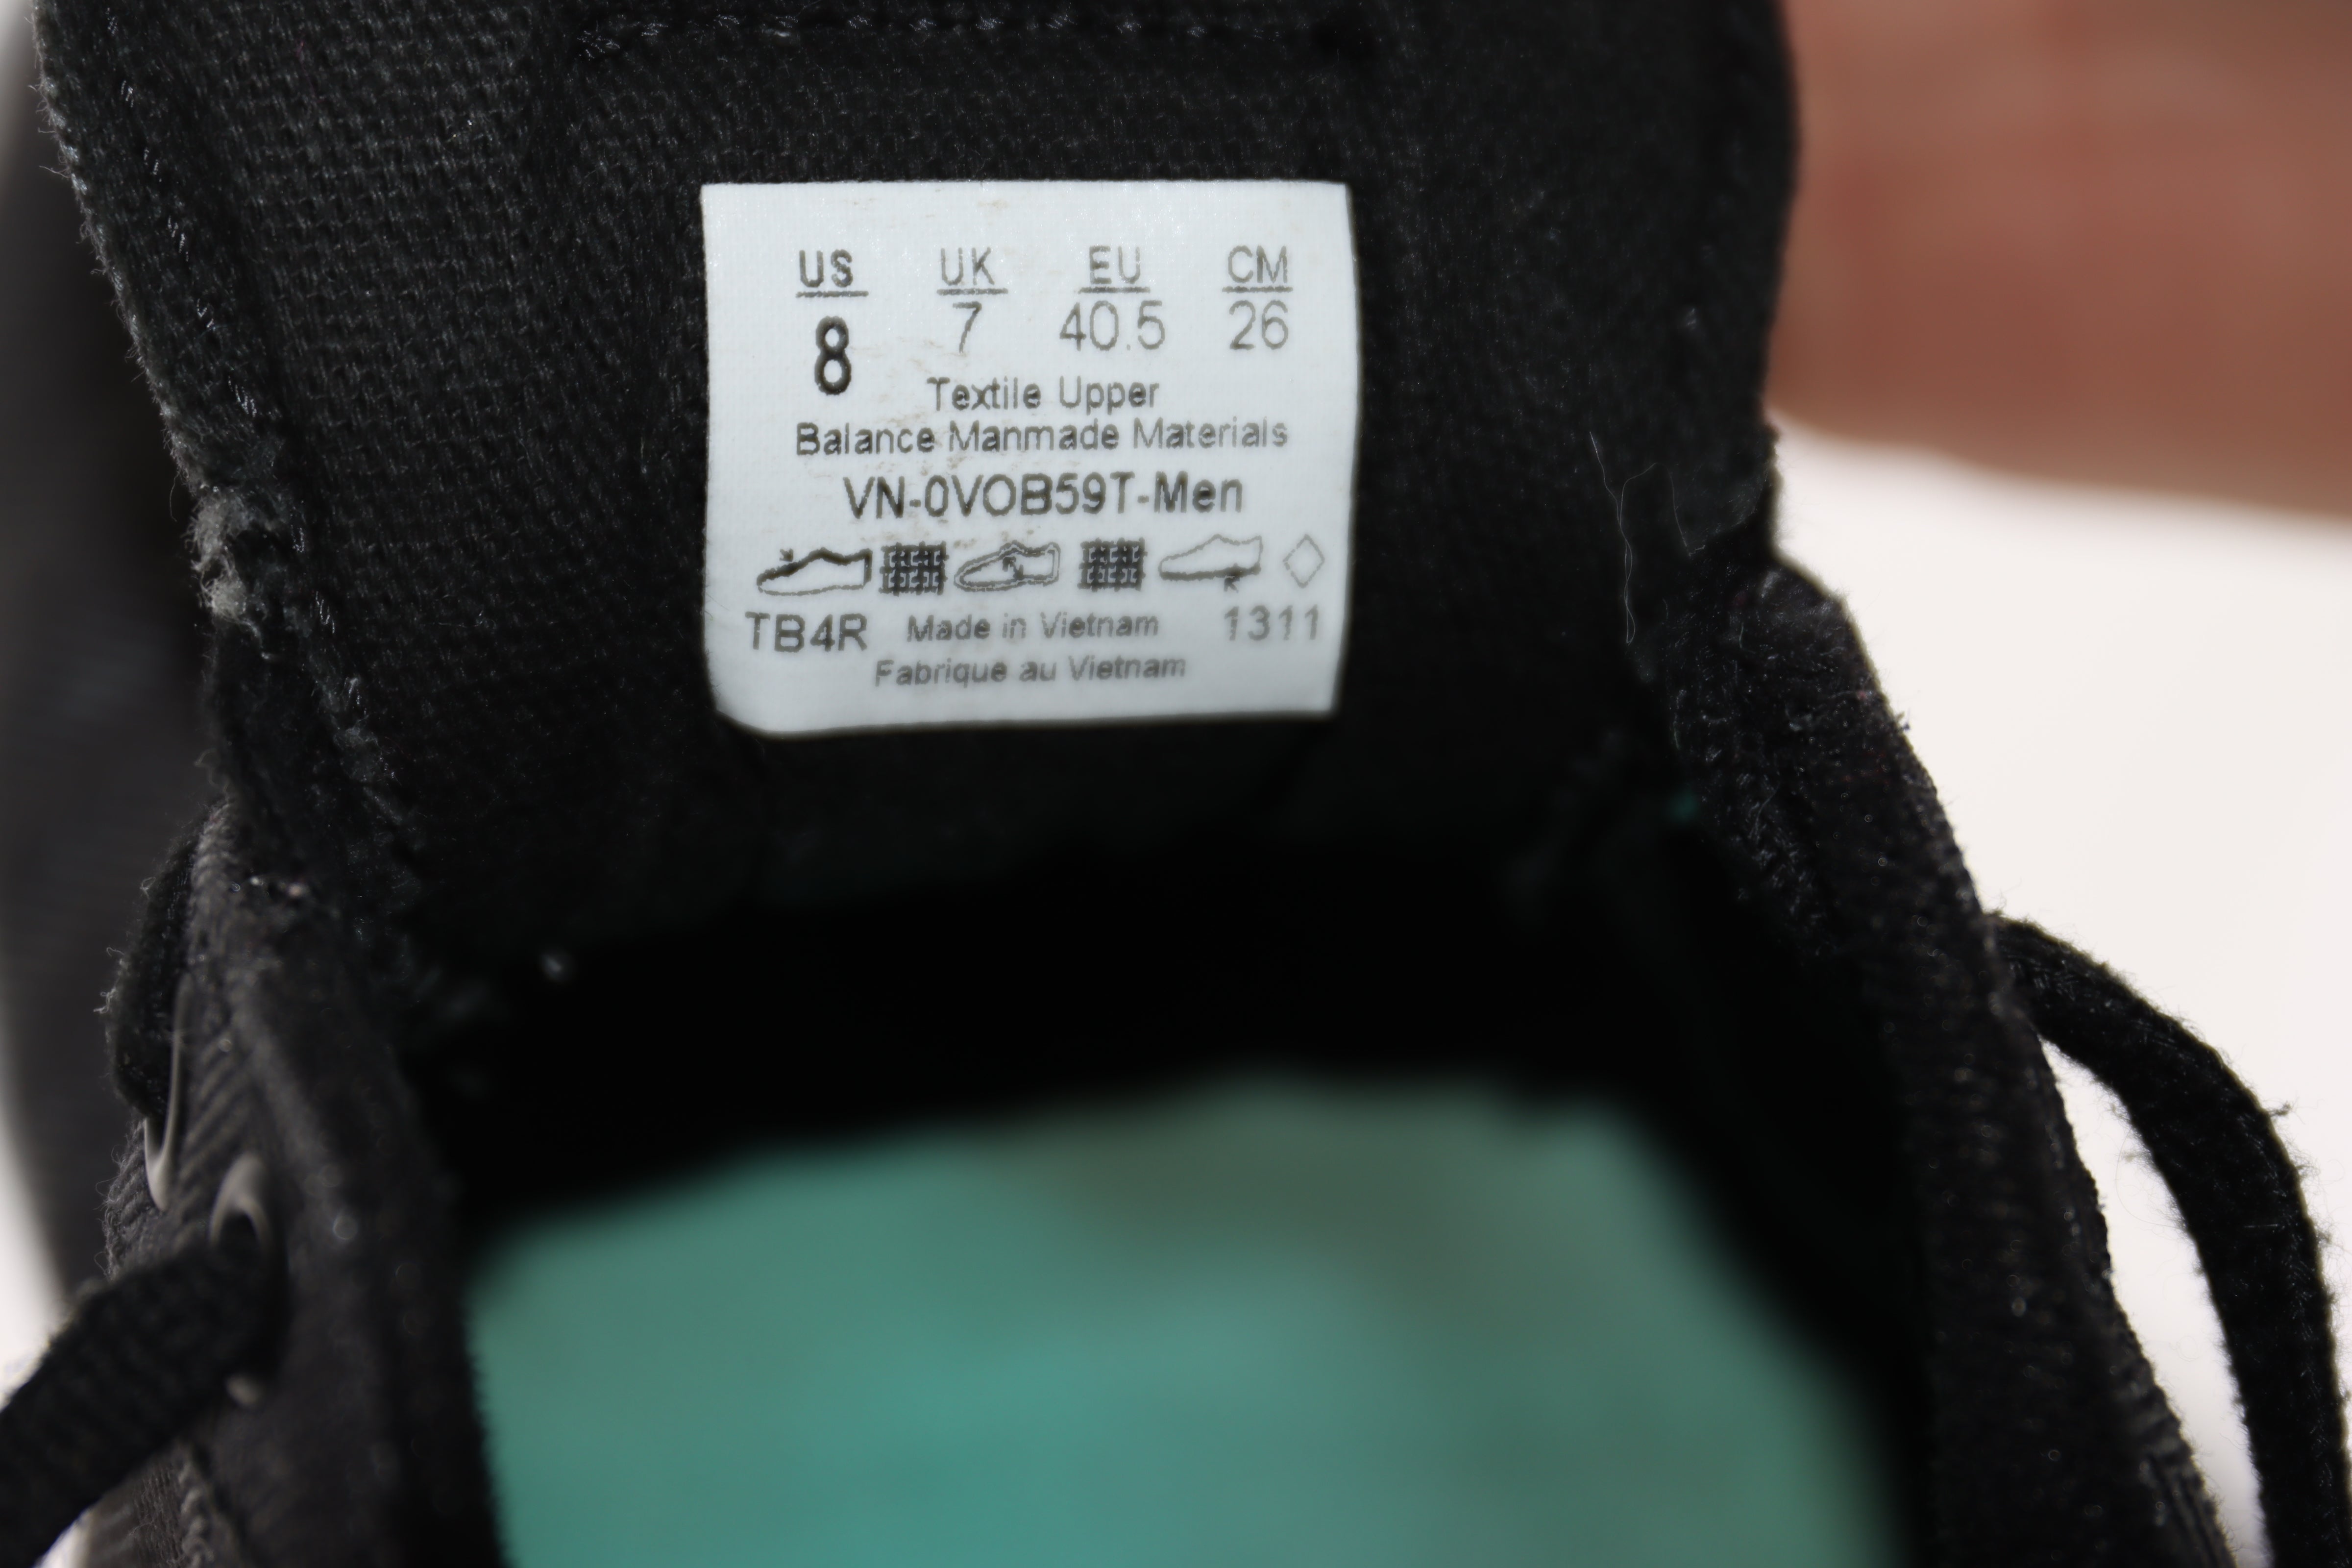 US UK EU CM
8 7 40.5 26
Textile Upper
Balance Manmade Materials
VN-0VOB59T-Men
TB4R Made in Vietnam 1311
Fabrique au Vietnam